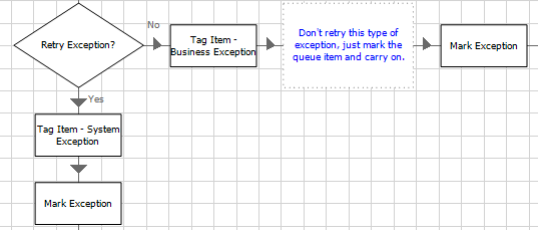 No
Retry Exception?
Tag Item -
Business Exception
Don't retry this type of
exception, just mark the
queue item and carry on.
Mark Exception
Yes
Tag Item - System
Exception
Mark Exception